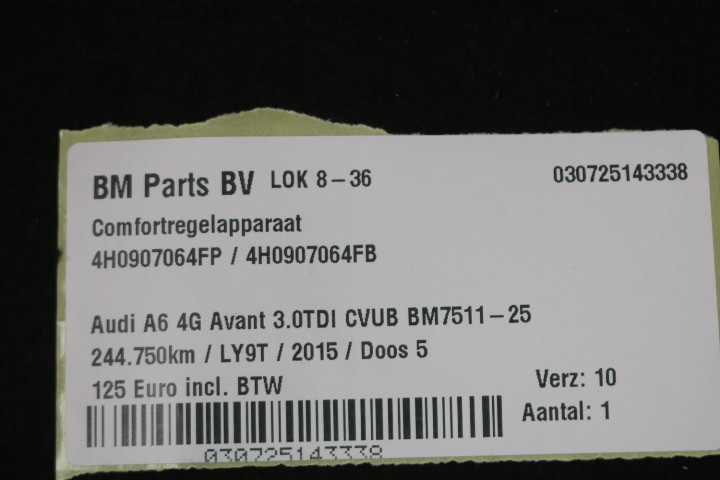 BM Parts BV LOK 8-36 030725143338
Comfortregelapparaat
4H0907064FP / 4H0907064FB
Audi A6 4G Avant 3.0TDI CVUB BM7511-25
244.750km / LY9T / 2015 / Doos 5
125 Euro incl. BTW Verz: 10
Aantal: 1
030725143338